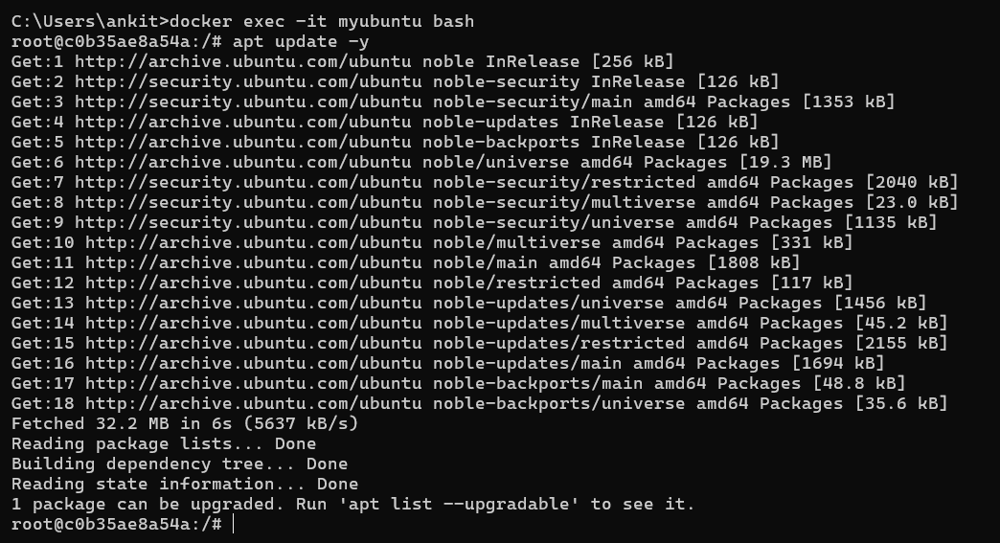 C:\Users\ankit>docker exec -it myubuntu bash
root@c0b35ae8a54a:/# apt update -y
Get:1 http://archive.ubuntu.com/ubuntu noble InRelease [256 kB]
Get:2 http://security.ubuntu.com/ubuntu noble-security InRelease [126 kB]
Get:3 http://security.ubuntu.com/ubuntu noble-security/main amd64 Packages [1353 kB]
Get:4 http://archive.ubuntu.com/ubuntu noble-updates InRelease [126 kB]
Get:5 http://archive.ubuntu.com/ubuntu noble-backports InRelease [126 kB]
Get:6 http://archive.ubuntu.com/ubuntu noble/universe amd64 Packages [19.3 MB]
Get:7 http://security.ubuntu.com/ubuntu noble-security/restricted amd64 Packages [2040 kB]
Get:8 http://security.ubuntu.com/ubuntu noble-security/multiverse amd64 Packages [23.0 kB]
Get:9 http://security.ubuntu.com/ubuntu noble-security/universe amd64 Packages [1135 kB]
Get:10 http://archive.ubuntu.com/ubuntu noble/multiverse amd64 Packages [331 kB]
Get:11 http://archive.ubuntu.com/ubuntu noble/main amd64 Packages [1808 kB]
Get:12 http://archive.ubuntu.com/ubuntu noble/restricted amd64 Packages [117 kB]
Get:13 http://archive.ubuntu.com/ubuntu noble-updates/universe amd64 Packages [1456 kB]
Get:14 http://archive.ubuntu.com/ubuntu noble-updates/multiverse amd64 Packages [45.2 kB]
Get:15 http://archive.ubuntu.com/ubuntu noble-updates/restricted amd64 Packages [2155 kB]
Get:16 http://archive.ubuntu.com/ubuntu noble-updates/main amd64 Packages [1694 kB]
Get:17 http://archive.ubuntu.com/ubuntu noble-backports/main amd64 Packages [48.8 kB]
Get:18 http://archive.ubuntu.com/ubuntu noble-backports/universe amd64 Packages [35.6 kB]
Fetched 32.2 MB in 6s (5637 kB/s)
Reading package lists... Done
Building dependency tree... Done
Reading state information... Done
1 package can be upgraded. Run 'apt list --upgradable' to see it.
root@c0b35ae8a54a:/#